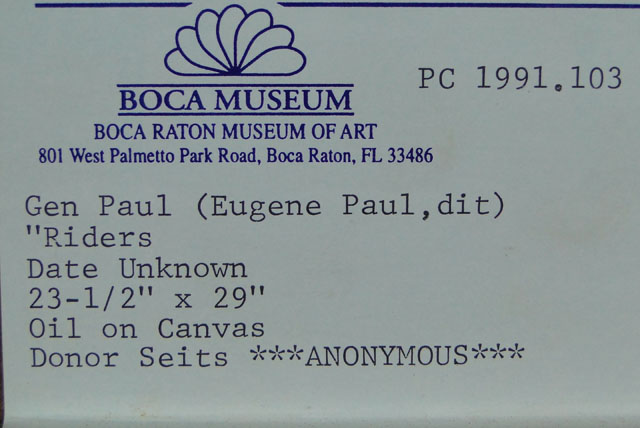 PC 1991.103
BOCA MUSEUM
BOCA RATON MUSEUM OF ART
801 West Palmetto Park Road, Boca Raton, FL 33486
Gen Paul (Eugene Paul,dit)
"Riders
Date Unknown
23-1/2" x 29"
Oil on Canvas
Donor Seits ***ANONYMOUS***